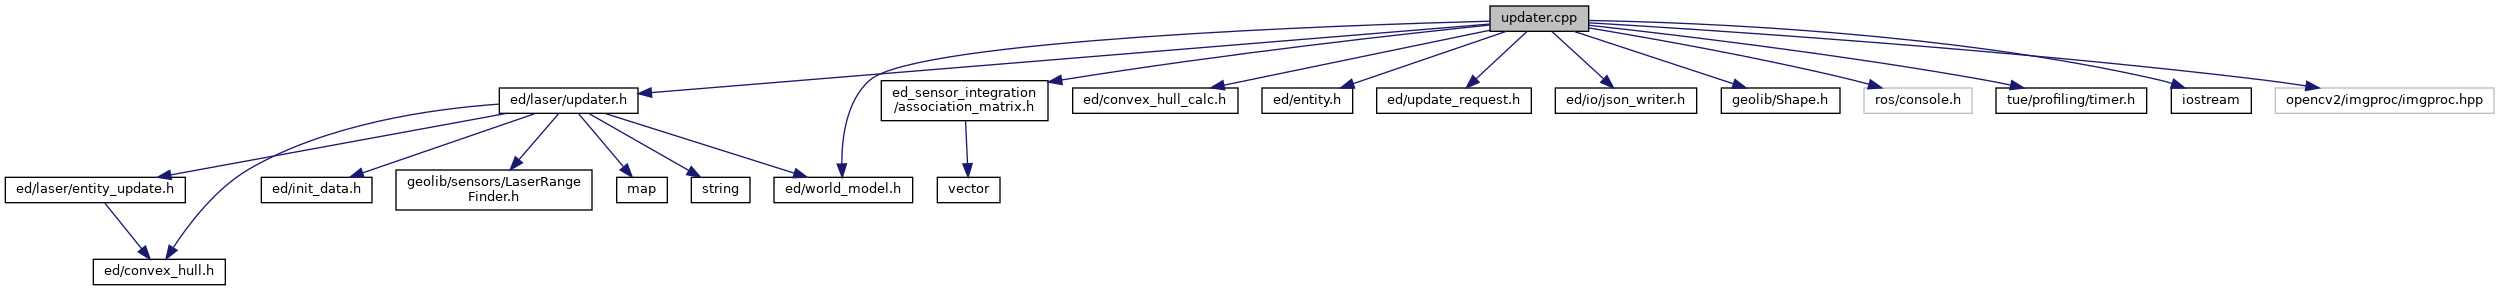 updater.cpp
ed/laser/updater.h
ed_sensor_integration
/association_matrix.h
ed/convex_hull_calc.h
ed/entity.h
ed/update_request.h
ed/io/json_writer.h
geolib/Shape.h
ros/console.h
tue/profiling/timer.h
iostream
opencv2/imgproc/imgproc.hpp
ed/laser/entity_update.h
ed/init_data.h
geolib/sensors/LaserRange
Finder.h
map
string
ed/world_model.h
vector
ed/convex_hull.h